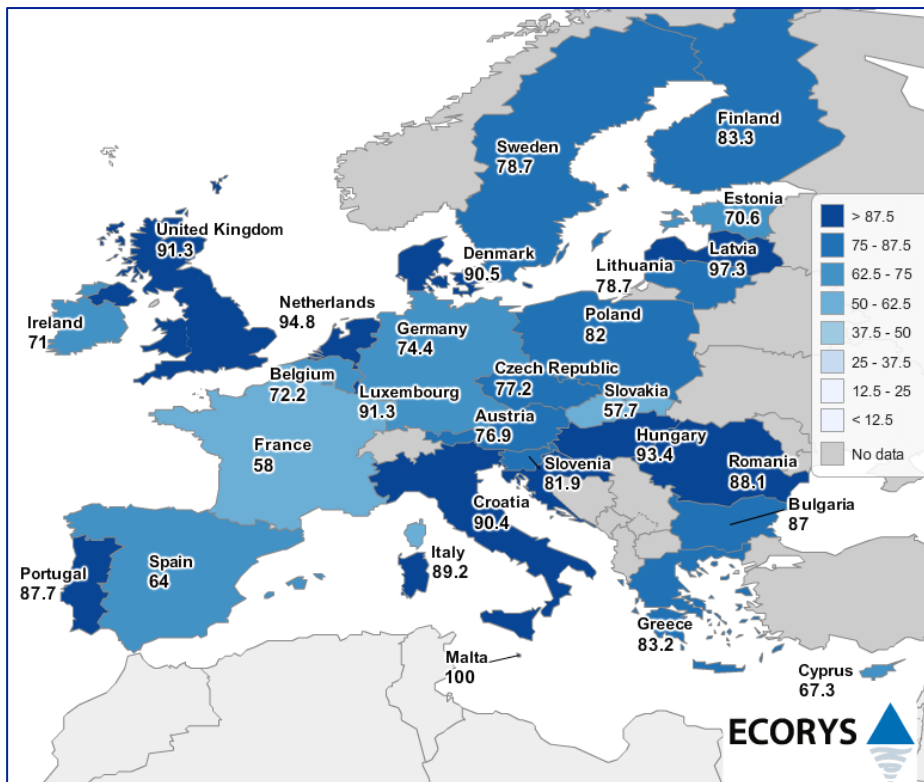 Finland
83.3
Sweden
78.7
Estonia
70.6
> 87.5
75 - 87.5
62.5 - 75
50 - 62.5
37.5 - 50
25 - 37.5
12.5 - 25
< 12.5
No data
United Kingdom
91.3
Denmark
90.5
Latvia
97.3
Lithuania
78.7
Ireland
71
Netherlands
94.8
Germany
74.4
Poland
82
Belgium
72.2
Luxembourg
91.3
Czech Republic
77.2
Slovakia
57.7
Austria
76.9
France
58
Hungary
93.4
Slovenia
81.9
Romania
88.1
Croatia
90.4
Bulgaria
87
Portugal
87.7
Spain
64
Italy
89.2
Greece
83.2
Malta
100
Cyprus
67.3
ECORYS